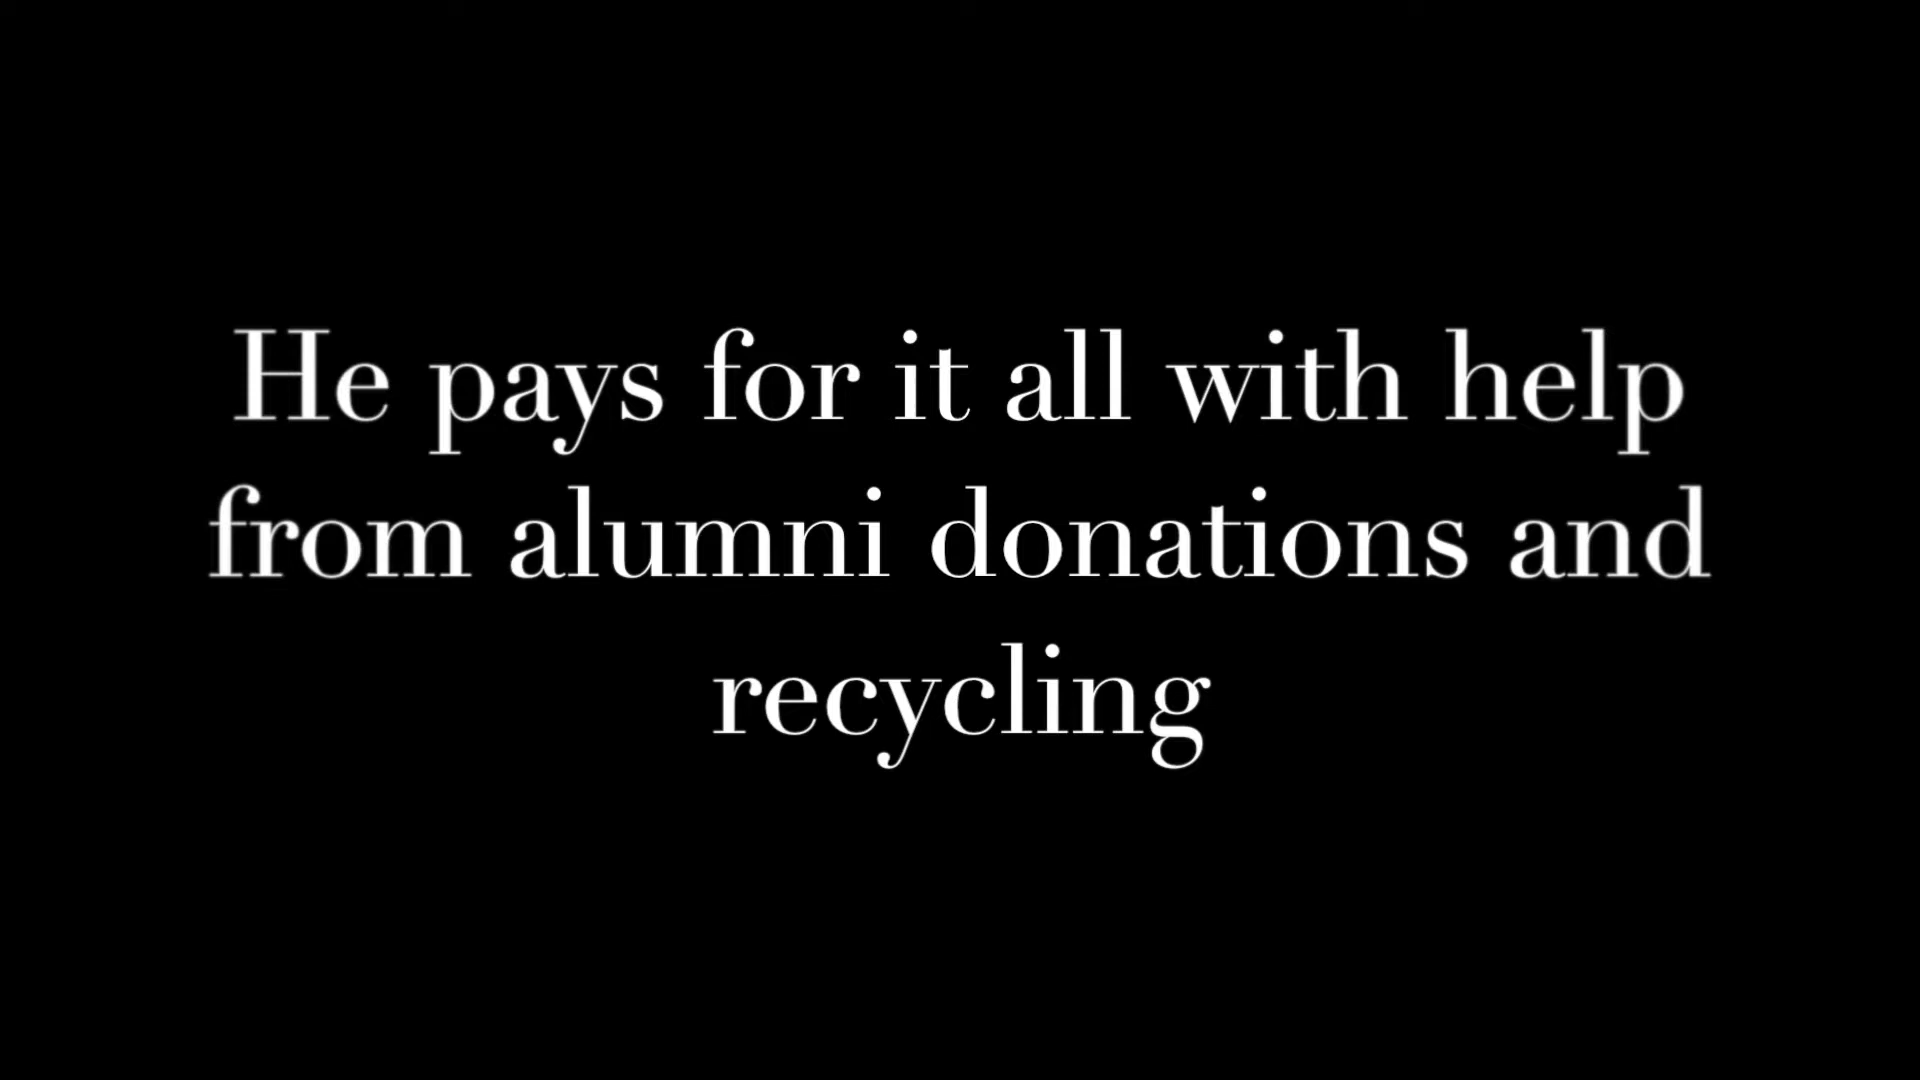 He pays for it all with help
from alumni donations and
recycling